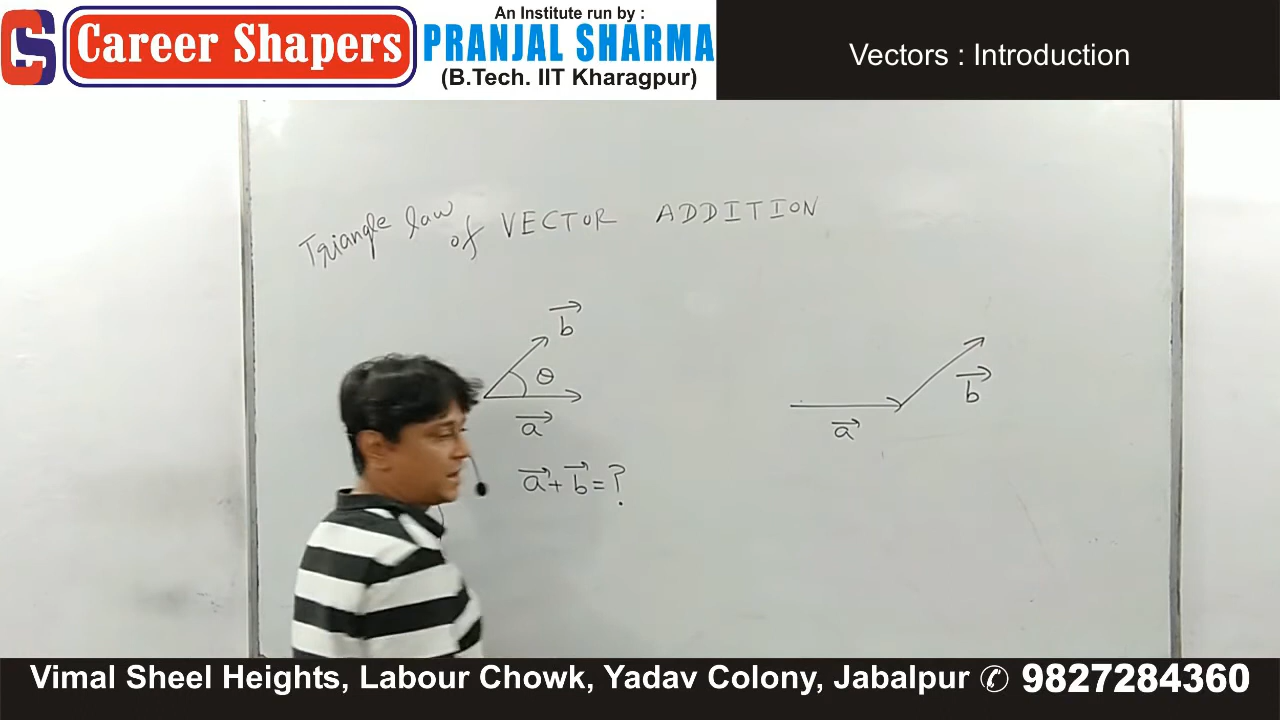 An Institute run by :
CS Career Shapers PRANJAL SHARMA
(B.Tech. IIT Kharagpur)
Vectors : Introduction
Triangle law of VECTOR ADDITION
b⃗
θ
a⃗
a⃗ + b⃗ = ?
b⃗
a⃗
Vimal Sheel Heights, Labour Chowk, Yadav Colony, Jabalpur ✆ 9827284360